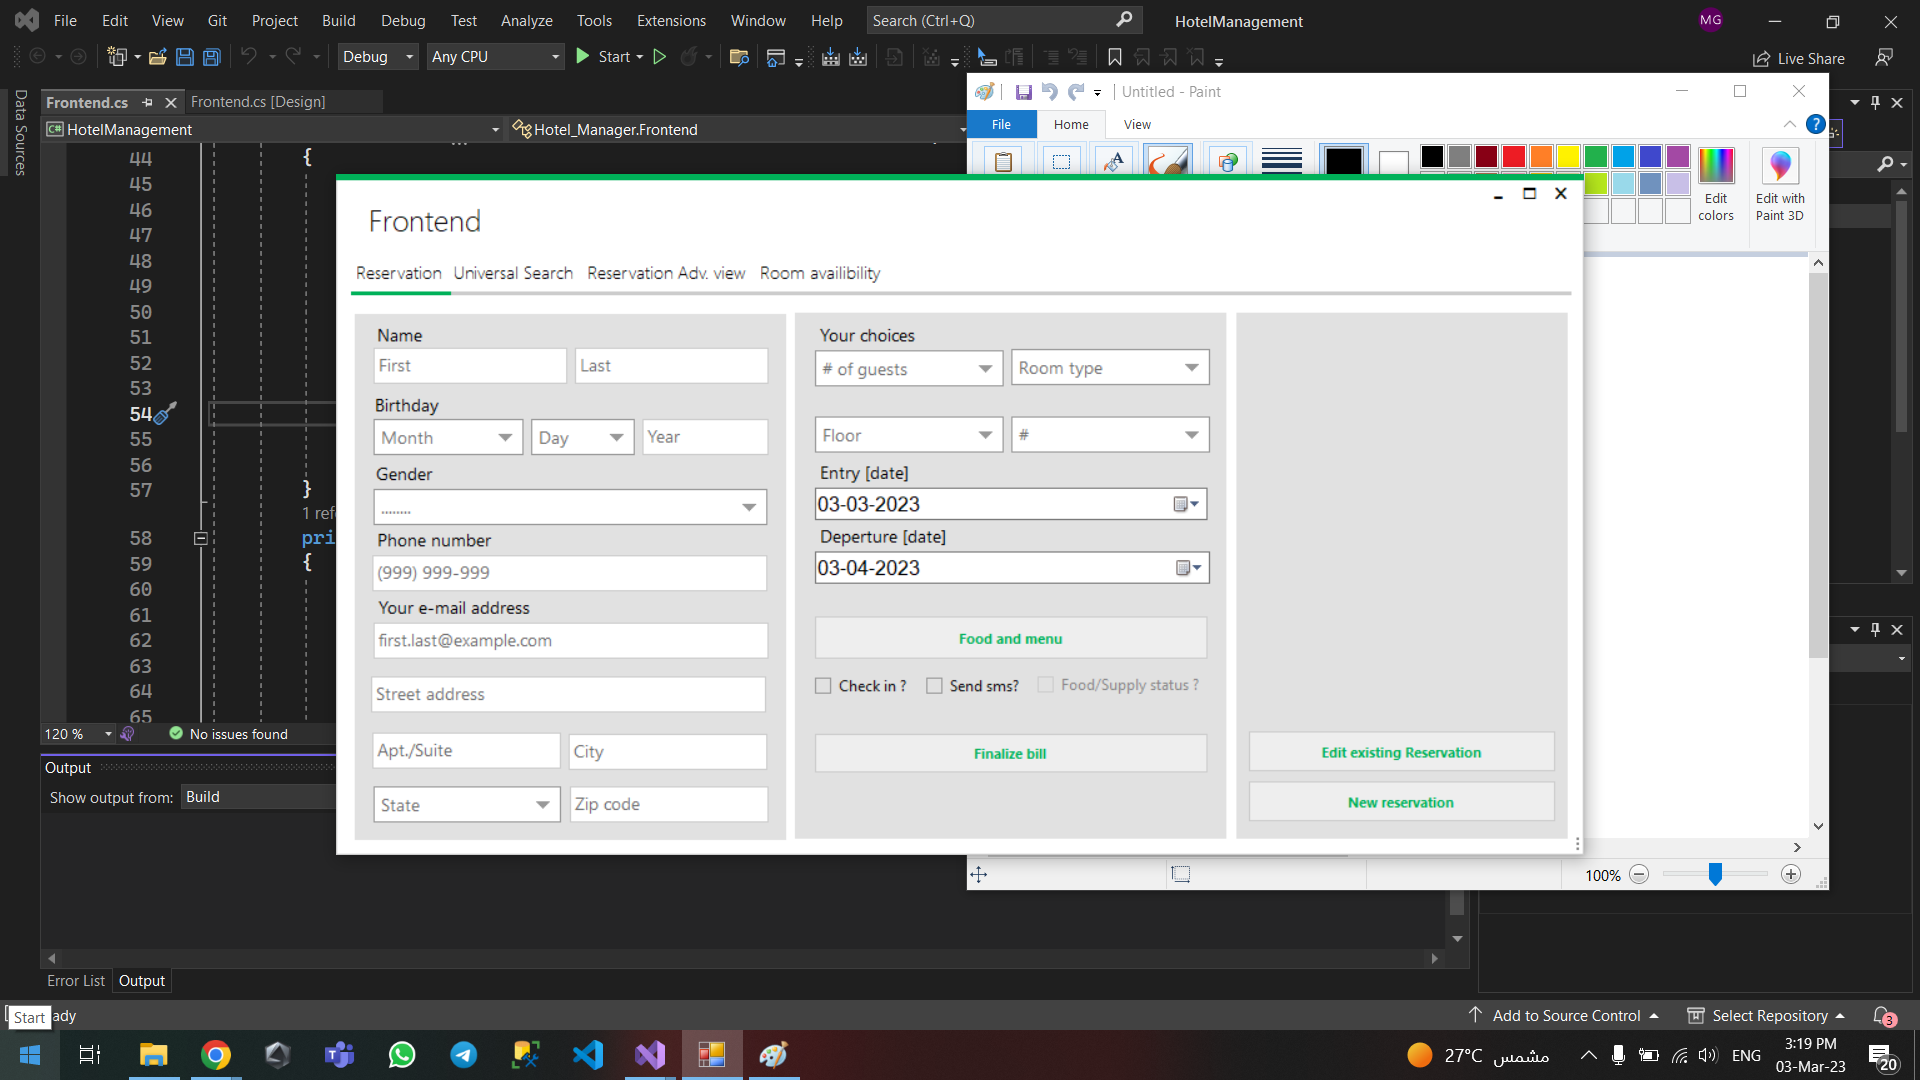 File Edit View Git Project Build Debug Test Analyze Tools Extensions Window Help Search (Ctrl+Q) HotelManagement MG
Debug Any CPU Start Live Share
Data Sources
Frontend.cs Frontend.cs [Design]
HotelManagement Hotel_Manager.Frontend
Untitled - Paint
File Home View
Edit colors
Edit with Paint 3D
44 {
45
46
47
48
49
50
51
52
53
54
55
56
57 }
1 refe
58 pri
59 {
60
61
62
63
64
65
Frontend
Reservation Universal Search Reservation Adv. view Room availibility
Name
First Last
Birthday
Month Day Year
Gender
........
Phone number
(999) 999-999
Your e-mail address
first.last@example.com
Street address
Apt./Suite City
State Zip code
Your choices
# of guests Room type
Floor #
Entry [date]
03-03-2023
Deperture [date]
03-04-2023
Food and menu
Check in ? Send sms? Food/Supply status ?
Finalize bill
Edit existing Reservation
New reservation
120 % No issues found
Output
Show output from: Build
100%
Error List Output
Start ady Add to Source Control Select Repository 3
27°C مشمس ENG 3:19 PM
03-Mar-23 20